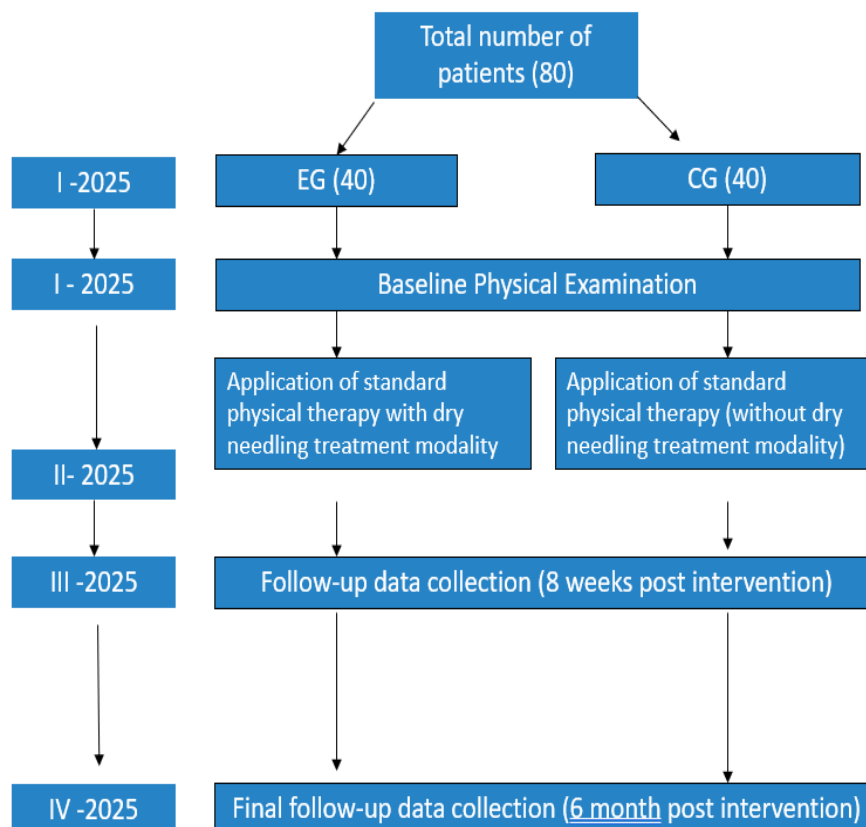 Total number of
patients (80)
I -2025
EG (40)
CG (40)
I - 2025
Baseline Physical Examination
Application of standard
physical therapy with dry
needling treatment modality
Application of standard
physical therapy (without dry
needling treatment modality)
II- 2025
III -2025
Follow-up data collection (8 weeks post intervention)
IV -2025
Final follow-up data collection (6 month post intervention)